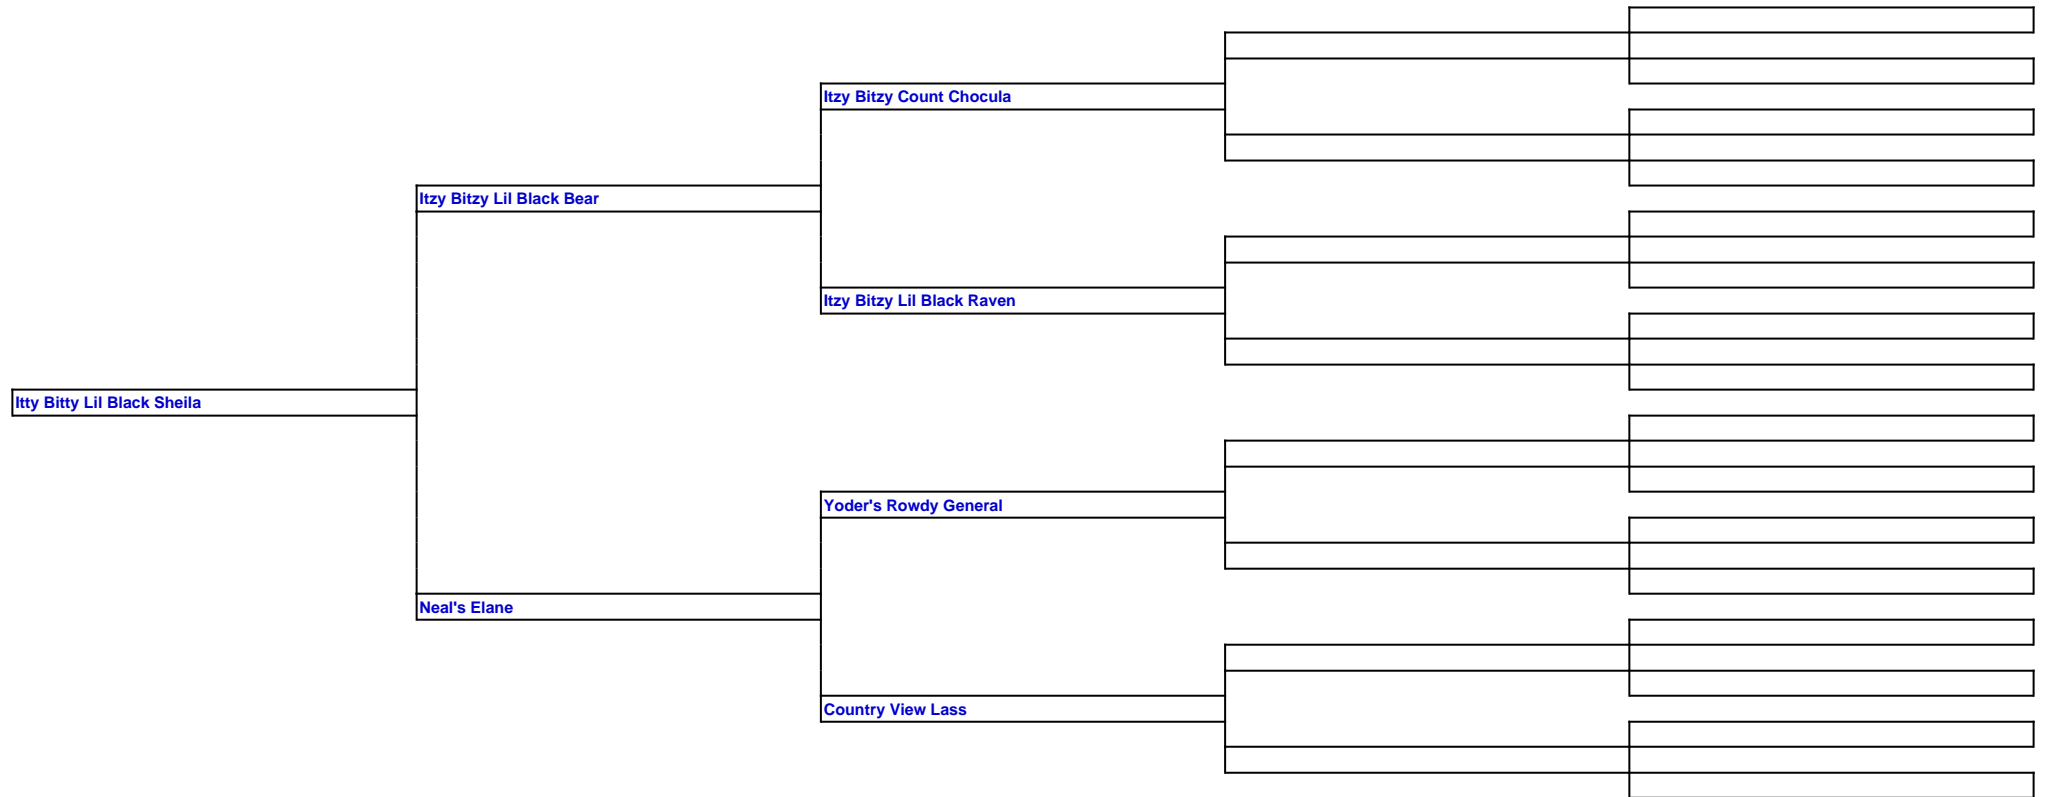 Itzy Bitzy Count Chocula
Itzy Bitzy Lil Black Bear
Itzy Bitzy Lil Black Raven
Itty Bitty Lil Black Sheila
Yoder's Rowdy General
Neal's Elane
Country View Lass